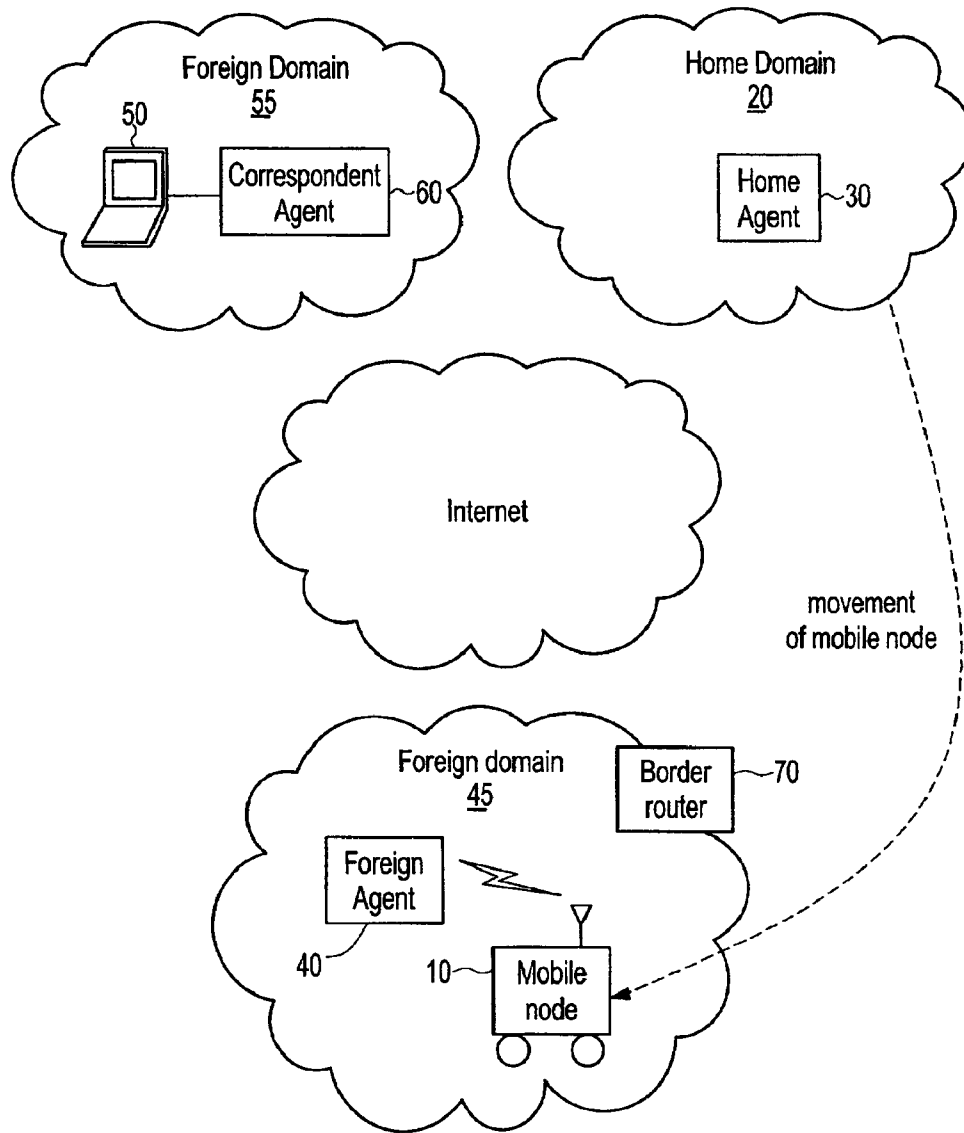 Foreign Domain
55
50
Correspondent
Agent
60
Home Domain
20
Home
Agent
30
Internet
movement
of mobile node
Foreign domain
45
Border
router
70
Foreign
Agent
40
10
Mobile
node